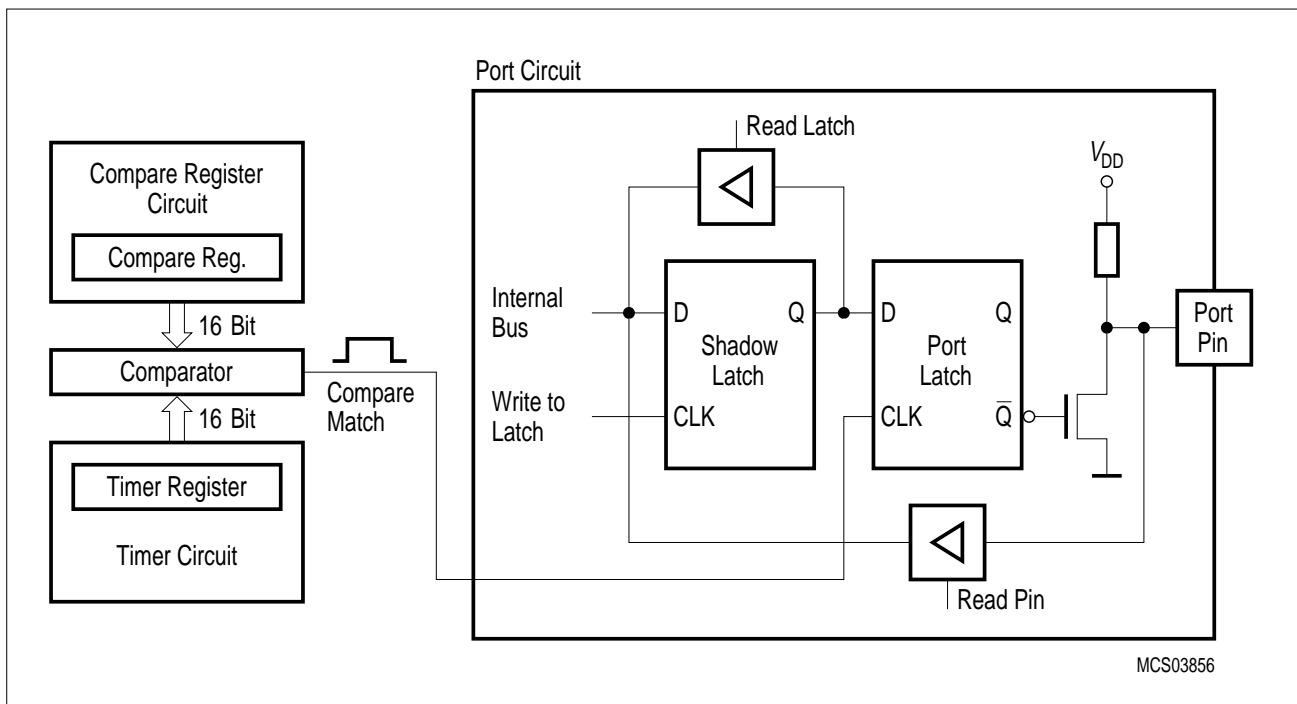 Port Circuit
Read Latch
V
DD
Compare Register
Circuit
Compare Reg.
16 Bit
Comparator
Compare
Match
16 Bit
Timer Register
Timer Circuit
Internal
Bus
Write to
Latch
D
Q
Shadow
Latch
CLK
D
Q
Port
Latch
CLK
Q̅
Port
Pin
Read Pin
MCS03856